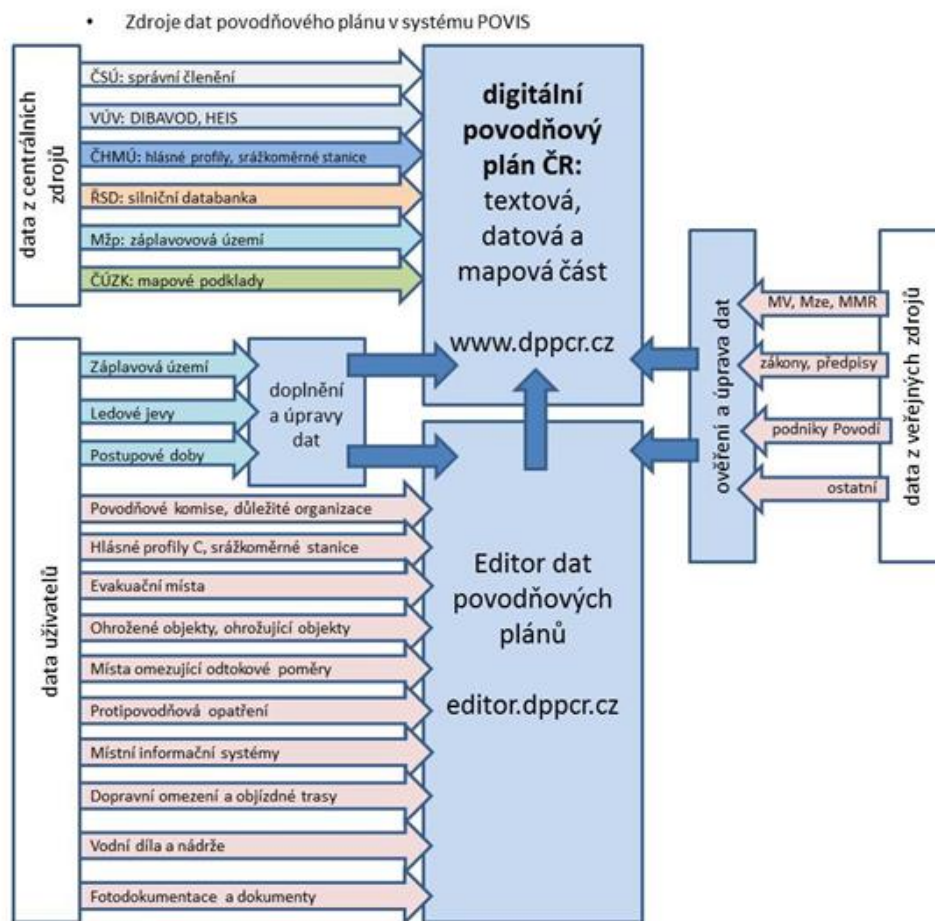 • Zdroje dat povodňového plánu v systému POVIS
data z centrálních
zdrojů
ČSÚ: správní členění
VÚV: DIBAVOD, HEIS
ČHMÚ: hlásné profily, srážkoměrné stanice
ŘSD: silniční databanka
Mžp: záplavovová území
ČÚZK: mapové podklady
digitální
povodňový
plán ČR:
textová,
datová a
mapová část
www.dppcr.cz
data uživatelů
Záplavová území
Ledové jevy
Postupové doby
doplnění
a úpravy
dat
Povodňové komise, důležité organizace
Hlásné profily C, srážkoměrné stanice
Evakuační místa
Ohrožené objekty, ohrožující objekty
Místa omezující odtokové poměry
Protipovodňová opatření
Místní informační systémy
Dopravní omezení a objízdné trasy
Vodní díla a nádrže
Fotodokumentace a dokumenty
Editor dat
povodňových
plánů
editor.dppcr.cz
ověření a úprava dat
MV, Mze, MMR
zákony, předpisy
podniky Povodí
ostatní
data z veřejných zdrojů